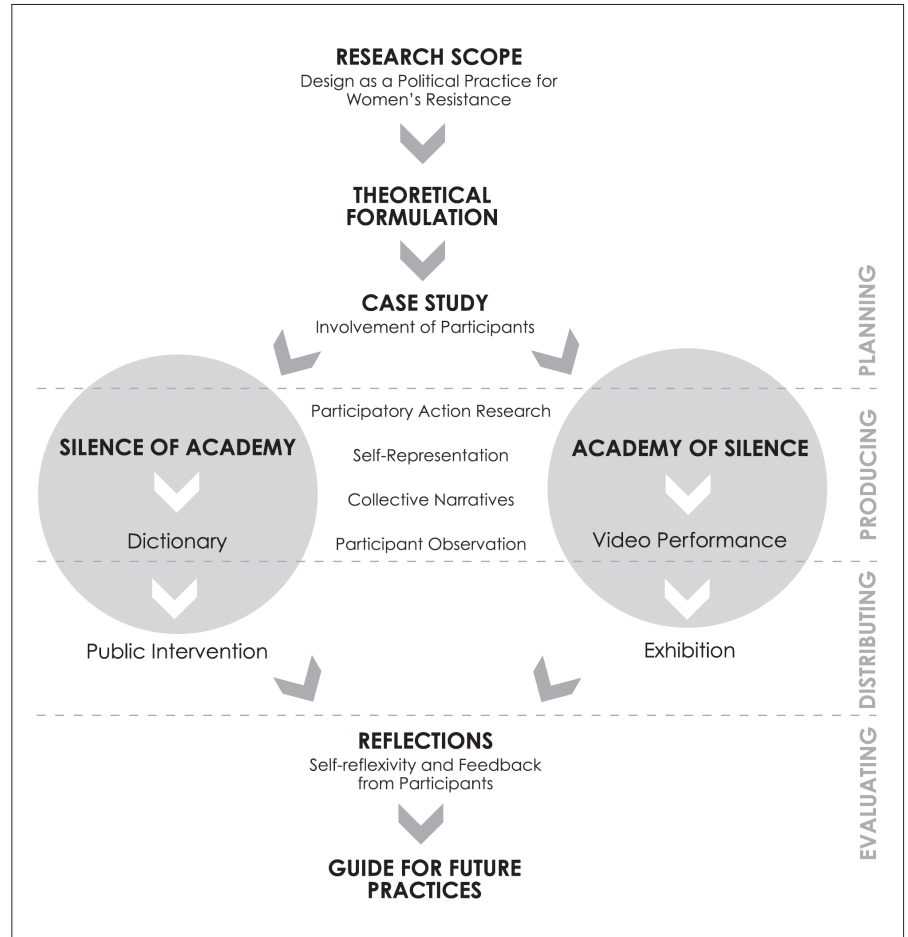 RESEARCH SCOPE
Design as a Political Practice for
Women's Resistance
THEORETICAL
FORMULATION
CASE STUDY
Involvement of Participants
PLANNING
SILENCE OF ACADEMY
Dictionary
Participatory Action Research
Self-Representation
Collective Narratives
Participant Observation
ACADEMY OF SILENCE
Video Performance
PRODUCING
Public Intervention
Exhibition
DISTRIBUTING
REFLECTIONS
Self-reflexivity and Feedback
from Participants
GUIDE FOR FUTURE
PRACTICES
EVALUATING